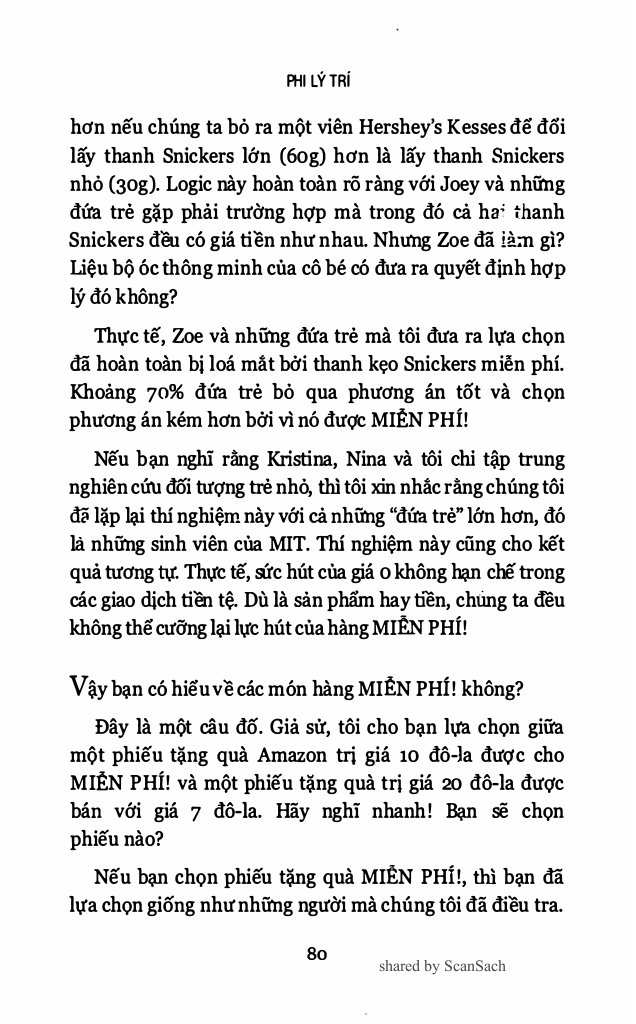 PHI LÝ TRÍ
hơn nếu chúng ta bỏ ra một viên Hershey's Kesses để đổi
lấy thanh Snickers lớn (60g) hơn là lấy thanh Snickers
nhỏ (30g). Logic này hoàn toàn rõ ràng với Joey và những
đứa trẻ gặp phải trường hợp mà trong đó cả hai thanh
Snickers đều có giá tiền như nhau. Nhưng Zoe đã làm gì?
Liệu bộ óc thông minh của cô bé có đưa ra quyết định hợp
lý đó không?
Thực tế, Zoe và những đứa trẻ mà tôi đưa ra lựa chọn
đã hoàn toàn bị loá mắt bởi thanh kẹo Snickers miễn phí.
Khoảng 70% đứa trẻ bỏ qua phương án tốt và chọn
phương án kém hơn bởi vì nó được MIỄN PHÍ!
Nếu bạn nghĩ rằng Kristina, Nina và tôi chỉ tập trung
nghiên cứu đối tượng trẻ nhỏ, thì tôi xin nhắc rằng chúng tôi
đã lặp lại thí nghiệm này với cả những “đứa trẻ” lớn hơn, đó
là những sinh viên của MIT. Thí nghiệm này cũng cho kết
quả tương tự. Thực tế, sức hút của giá 0 không hạn chế trong
các giao dịch tiền tệ. Dù là sản phẩm hay tiền, chúng ta đều
không thể cưỡng lại lực hút của hàng MIỄN PHÍ!
Vậy bạn có hiểu về các món hàng MIỄN PHÍ! không?
Đây là một câu đố. Giả sử, tôi cho bạn lựa chọn giữa
một phiếu tặng quà Amazon trị giá 10 đô-la được cho
MIỄN PHÍ! và một phiếu tặng quà trị giá 20 đô-la được
bán với giá 7 đô-la. Hãy nghĩ nhanh! Bạn sẽ chọn
phiếu nào?
Nếu bạn chọn phiếu tặng quà MIỄN PHÍ!, thì bạn đã
lựa chọn giống như những người mà chúng tôi đã điều tra.
80
shared by ScanSach